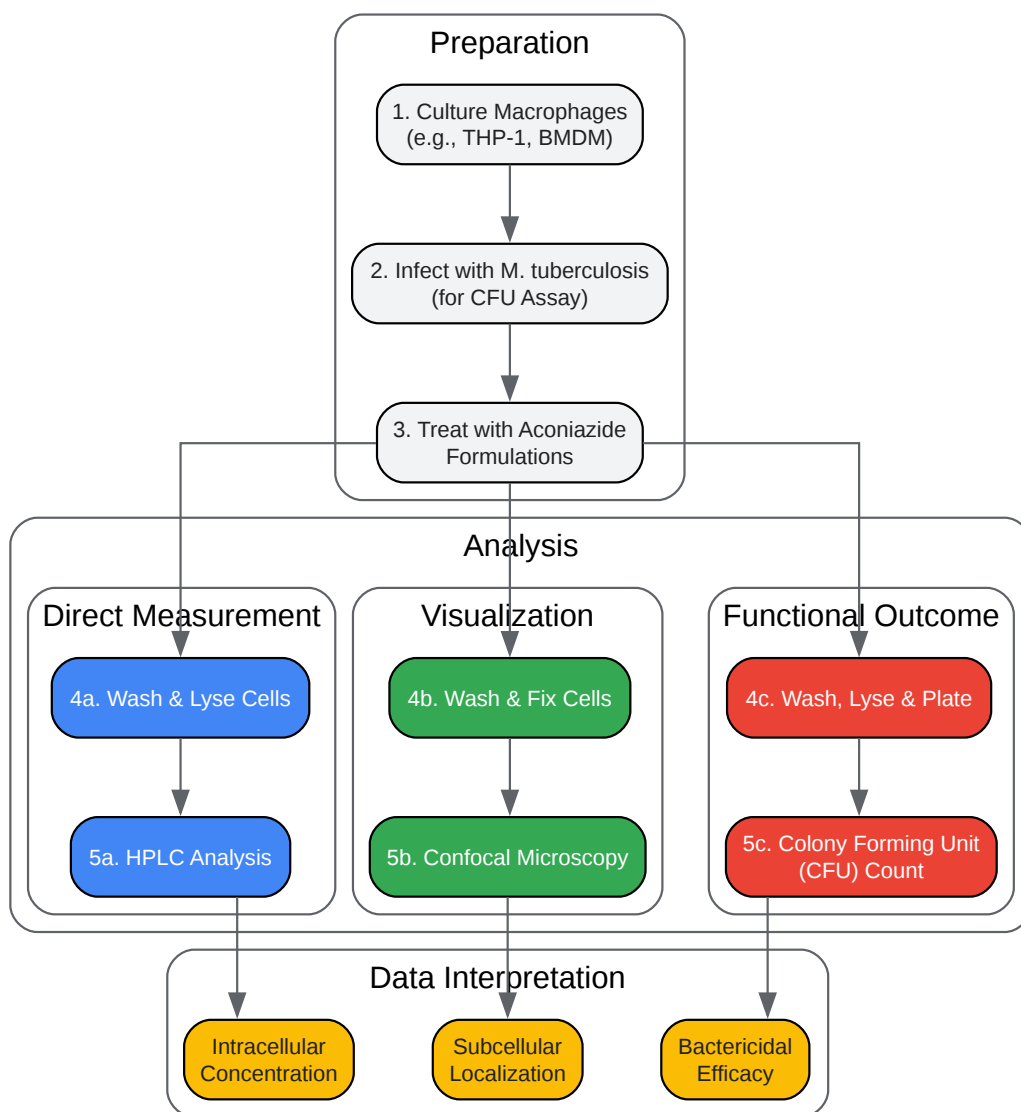 Preparation
1. Culture Macrophages
(e.g., THP-1, BMDM)
2. Infect with M. tuberculosis
(for CFU Assay)
3. Treat with Aconiazide
Formulations
Analysis
Direct Measurement
4a. Wash & Lyse Cells
5a. HPLC Analysis
Visualization
4b. Wash & Fix Cells
5b. Confocal Microscopy
Functional Outcome
4c. Wash, Lyse & Plate
5c. Colony Forming Unit
(CFU) Count
Data Interpretation
Intracellular
Concentration
Subcellular
Localization
Bactericidal
Efficacy